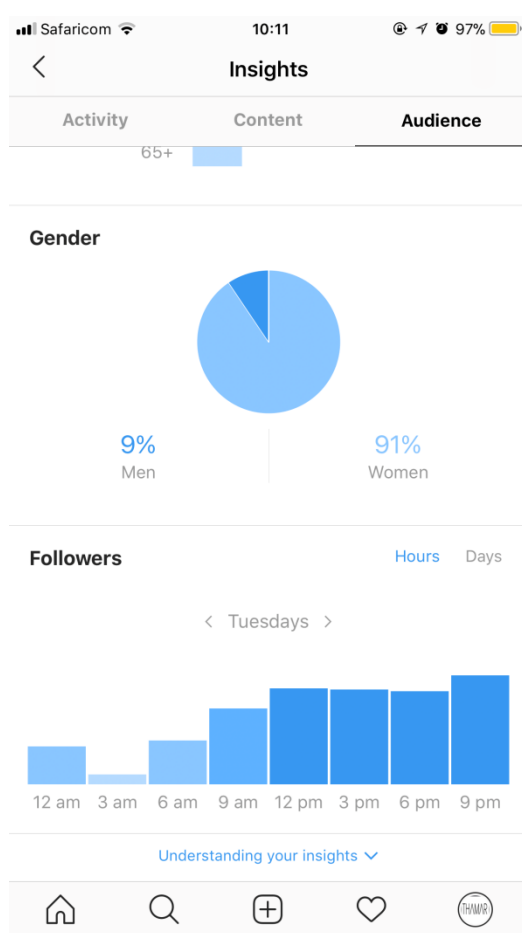 Safaricom 10:11 97%
Insights
Activity Content Audience
65+
Gender
9% 91%
Men Women
Followers Hours Days
Tuesdays
12 am 3 am 6 am 9 am 12 pm 3 pm 6 pm 9 pm
Understanding your insights
THAMAR